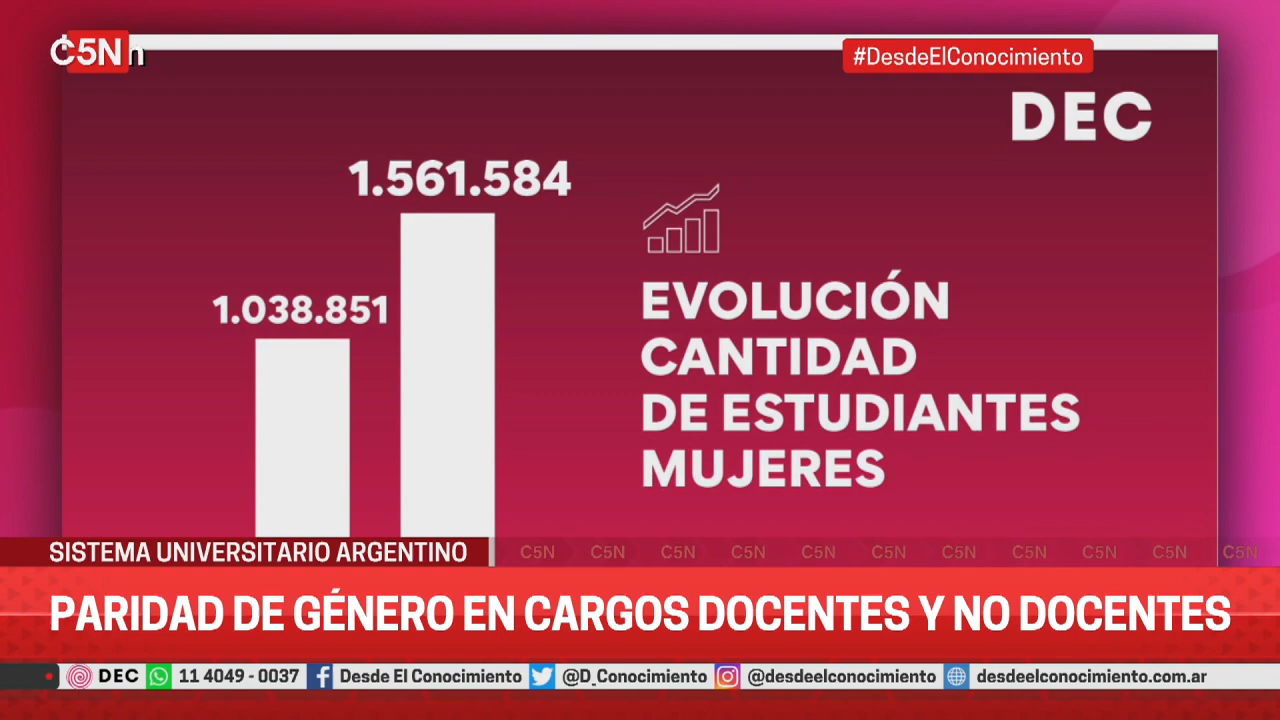 C5N
#DesdeElConocimiento
DEC
1.561.584
1.038.851
EVOLUCIÓN
CANTIDAD
DE ESTUDIANTES
MUJERES
SISTEMA UNIVERSITARIO ARGENTINO
C5N C5N C5N C5N C5N C5N C5N C5N C5N C5N C5N
PARIDAD DE GÉNERO EN CARGOS DOCENTES Y NO DOCENTES
DEC 11 4049 - 0037 Desde El Conocimiento @D_Conocimiento @desdeelconocimiento desdeelconocimiento.com.ar